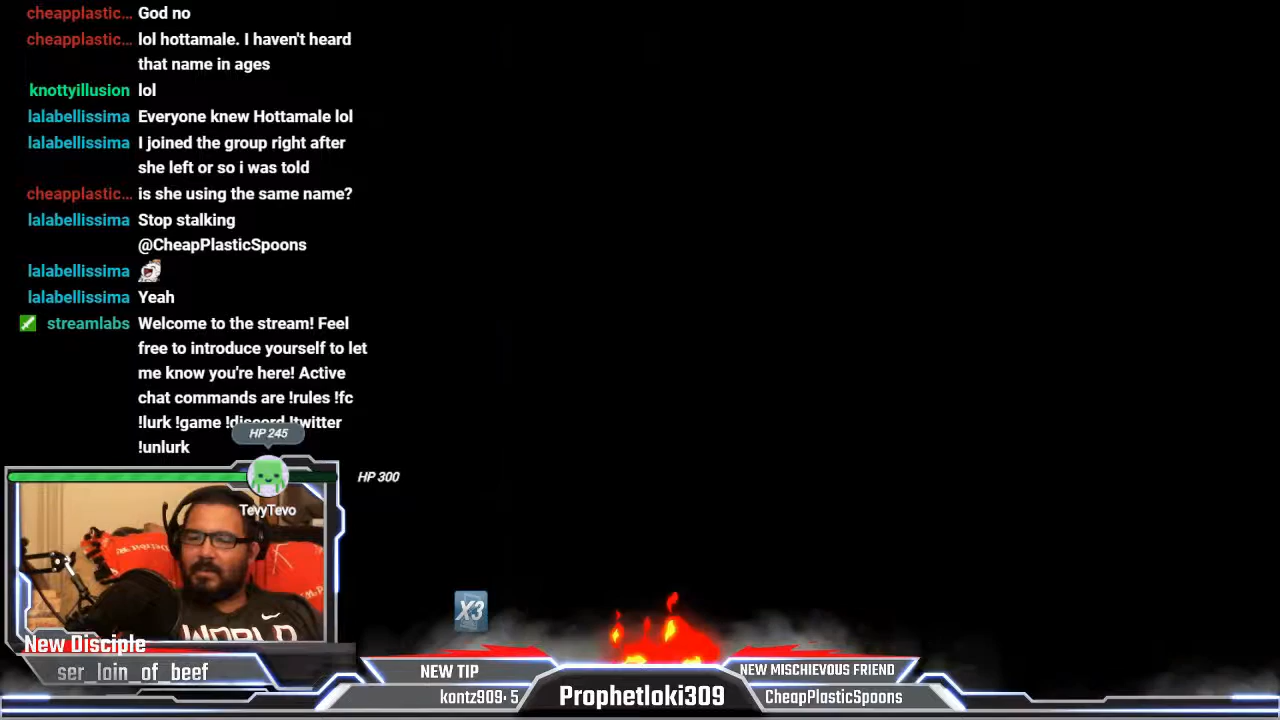 cheapplastic... God no
cheapplastic... lol hottamale. I haven't heard
that name in ages
knottyillusion lol
lalabellissima Everyone knew Hottamale lol
lalabellissima I joined the group right after
she left or so i was told
cheapplastic... is she using the same name?
lalabellissima Stop stalking
@CheapPlasticSpoons
lalabellissima
lalabellissima Yeah
streamlabs Welcome to the stream! Feel
free to introduce yourself to let
me know you're here! Active
chat commands are !rules !fc
!lurk !game !discord !twitter
!unlurk
HP 245
HP 300
TevyTevo
WORLD
X3
New Disciple
ser_loin_of_beef
NEW TIP
kontz909: 5
Prophetloki309
NEW MISCHIEVOUS FRIEND
CheapPlasticSpoons